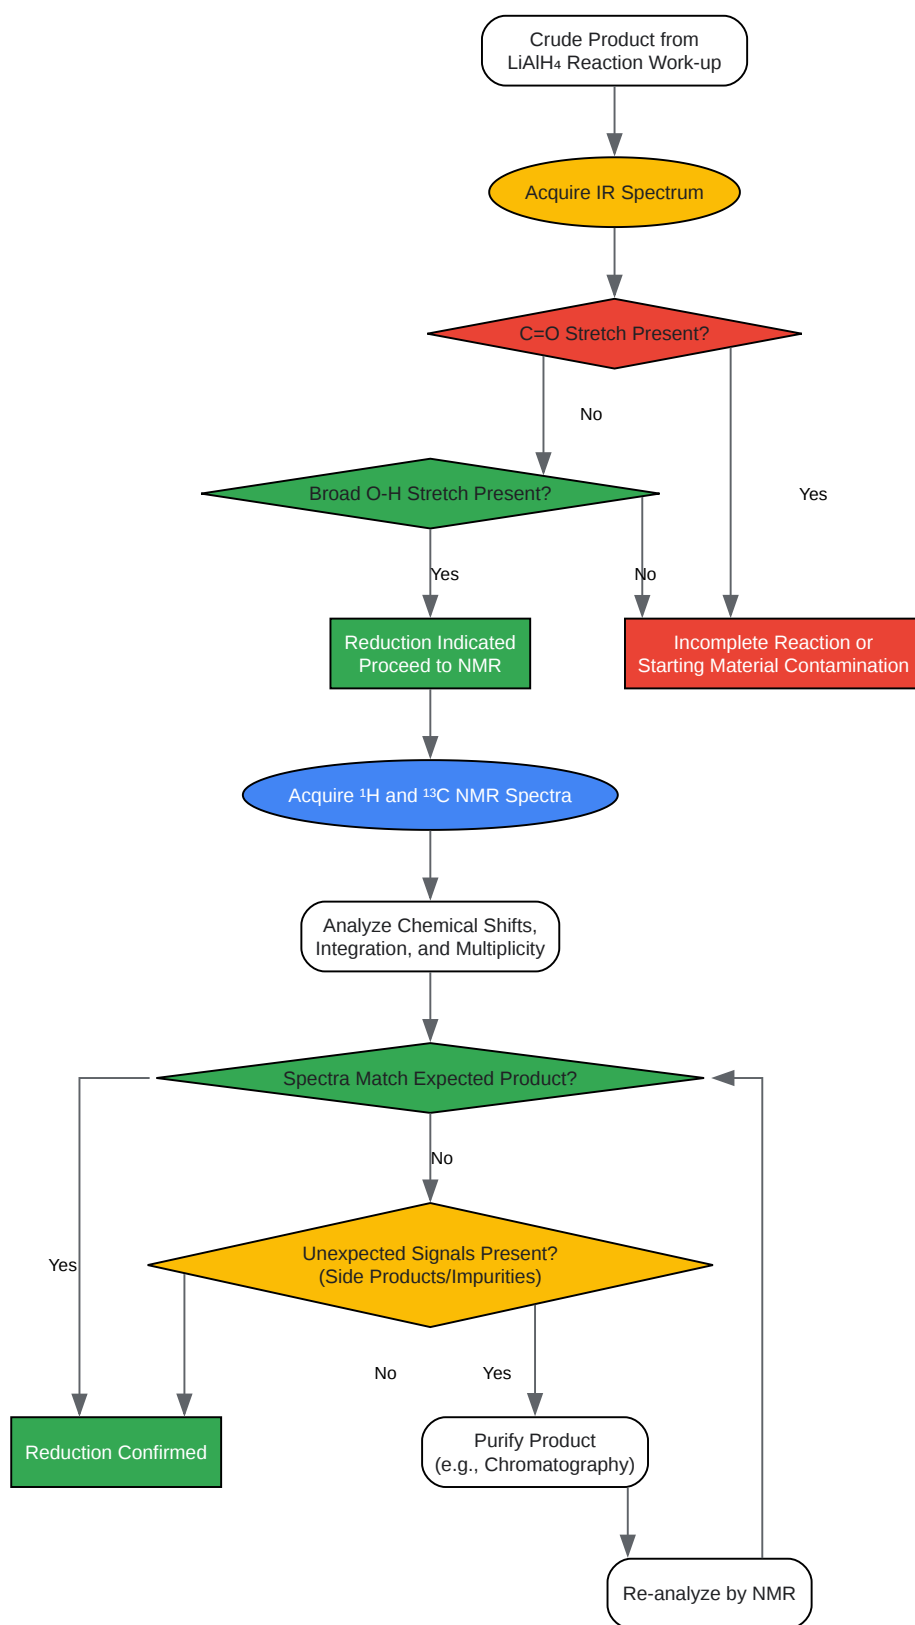 Crude Product from
LiAlH₄ Reaction Work-up
Acquire IR Spectrum
C=O Stretch Present?
No
Broad O-H Stretch Present?
Yes
Yes
No
Reduction Indicated
Proceed to NMR
Incomplete Reaction or
Starting Material Contamination
Acquire ¹H and ¹³C NMR Spectra
Analyze Chemical Shifts,
Integration, and Multiplicity
Spectra Match Expected Product?
No
Unexpected Signals Present?
(Side Products/Impurities)
Yes
No
Yes
Reduction Confirmed
Purify Product
(e.g., Chromatography)
Re-analyze by NMR